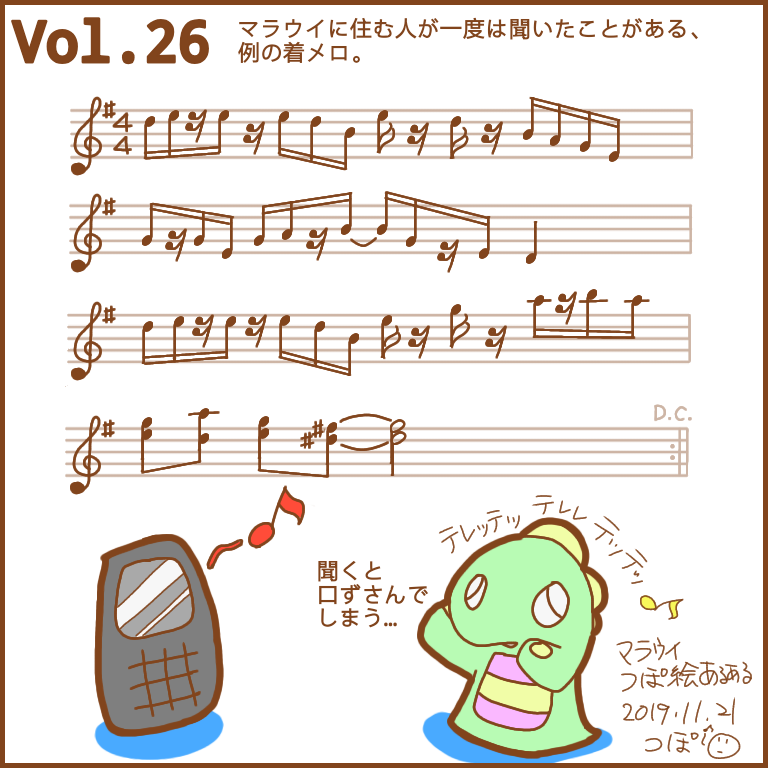 Vol.26
マラウイに住む人が一度は聞いたことがある、
例の着メロ。
4
4
D.C.
テレッテッ テレレ テッテッ
聞くと
口ずさんで
しまう…
マラウイ
つぽ絵あるある
2019.11.21
つぽい